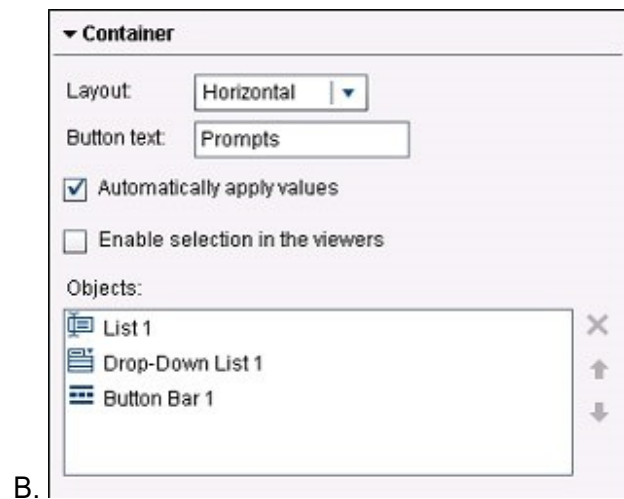 Container
Layout:
Horizontal
Button text:
Prompts
Automatically apply values
Enable selection in the viewers
Objects:
List 1
Drop-Down List 1
Button Bar 1
B.